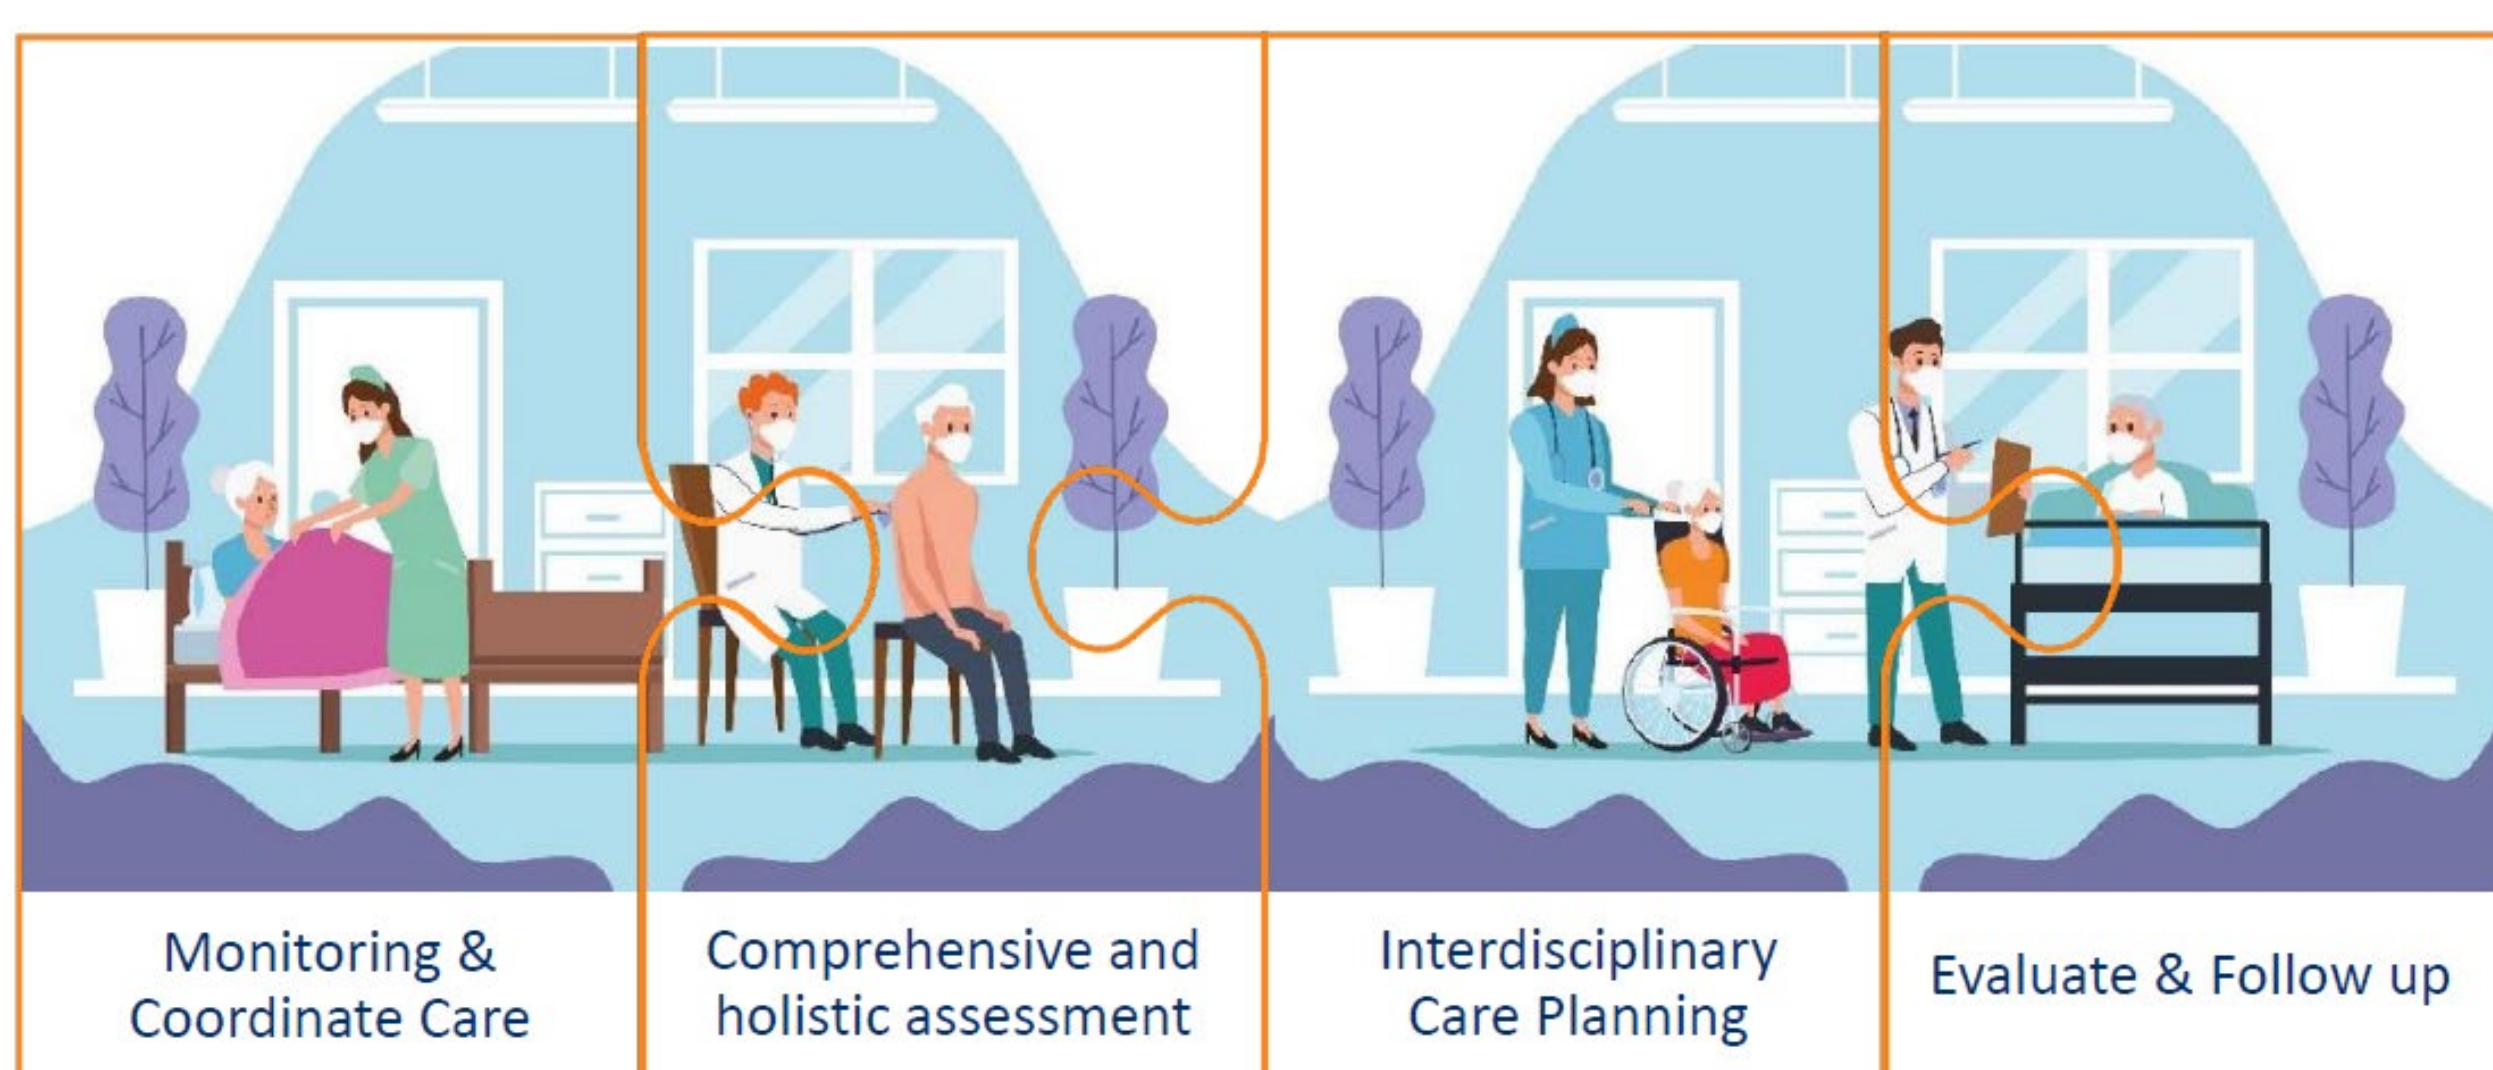 Monitoring &
Coordinate Care
Comprehensive and
holistic assessment
Interdisciplinary
Care Planning
Evaluate & Follow up